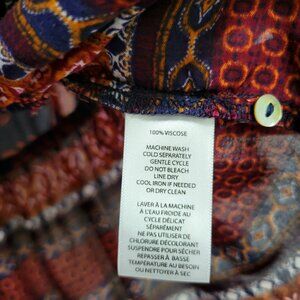 100% VISCOSE
MACHINE WASH
COLD SEPARATELY
GENTLE CYCLE
DO NOT BLEACH
LINE DRY
COOL IRON IF NEEDED
OR DRY CLEAN
LAVER À LA MACHINE
À L'EAU FROIDE AU
CYCLE DÉLICAT
SÉPARÉMENT
NE PAS UTILISER DE
CHLORURE DÉCOLORANT
SUSPENDRE POUR SÉCHER
REPASSER À BASSE
TEMPÉRATURE AU BESOIN
OU NETTOYER À SEC